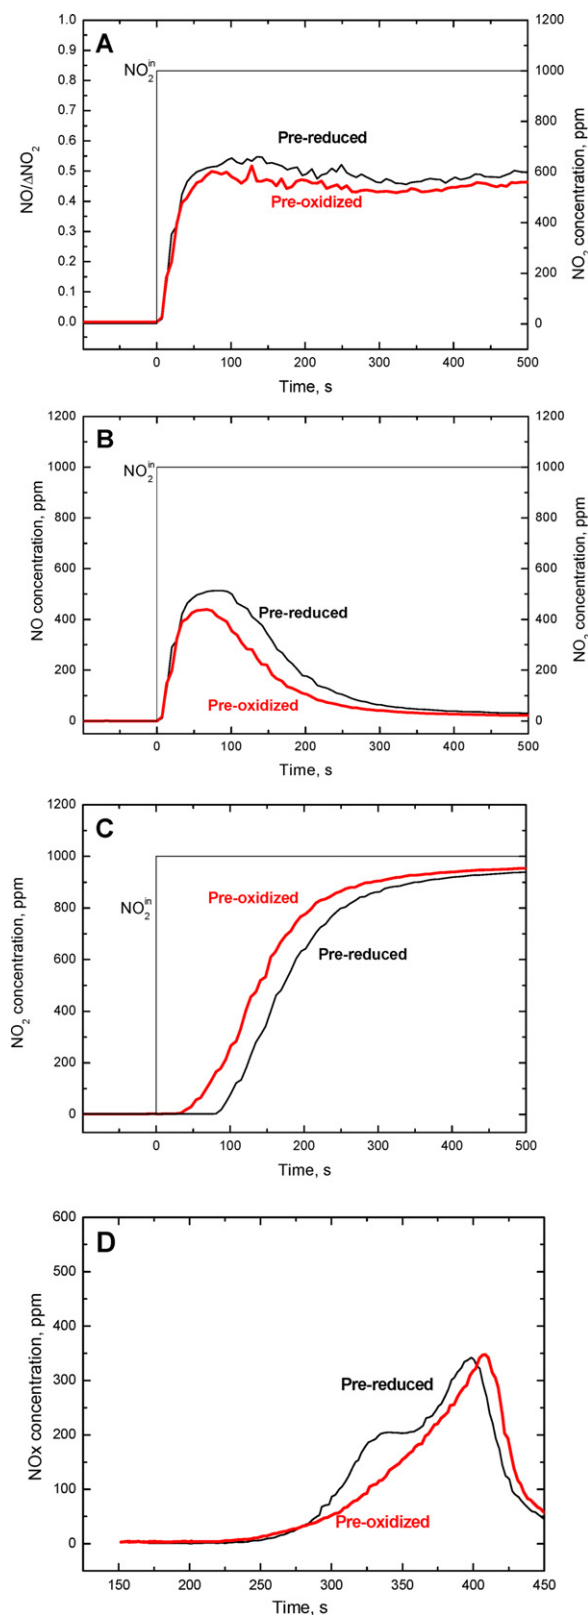 A
NO₂ⁱⁿ
Pre-reduced
Pre-oxidized
NO/ΔNO₂
1.0
0.9
0.8
0.7
0.6
0.5
0.4
0.3
0.2
0.1
0.0
NO₂ concentration, ppm
1200
1000
800
600
400
200
0
0 100 200 300 400 500
Time, s
B
NO₂ⁱⁿ
Pre-reduced
Pre-oxidized
NO concentration, ppm
1200
1000
800
600
400
200
0
NO₂ concentration, ppm
1200
1000
800
600
400
200
0
0 100 200 300 400 500
Time, s
C
Pre-oxidized
NO₂ⁱⁿ
Pre-reduced
NO₂ concentration, ppm
1200
1000
800
600
400
200
0
0 100 200 300 400 500
Time, s
D
Pre-reduced
Pre-oxidized
NOx concentration, ppm
600
500
400
300
200
100
0
150 200 250 300 350 400 450
Time, s